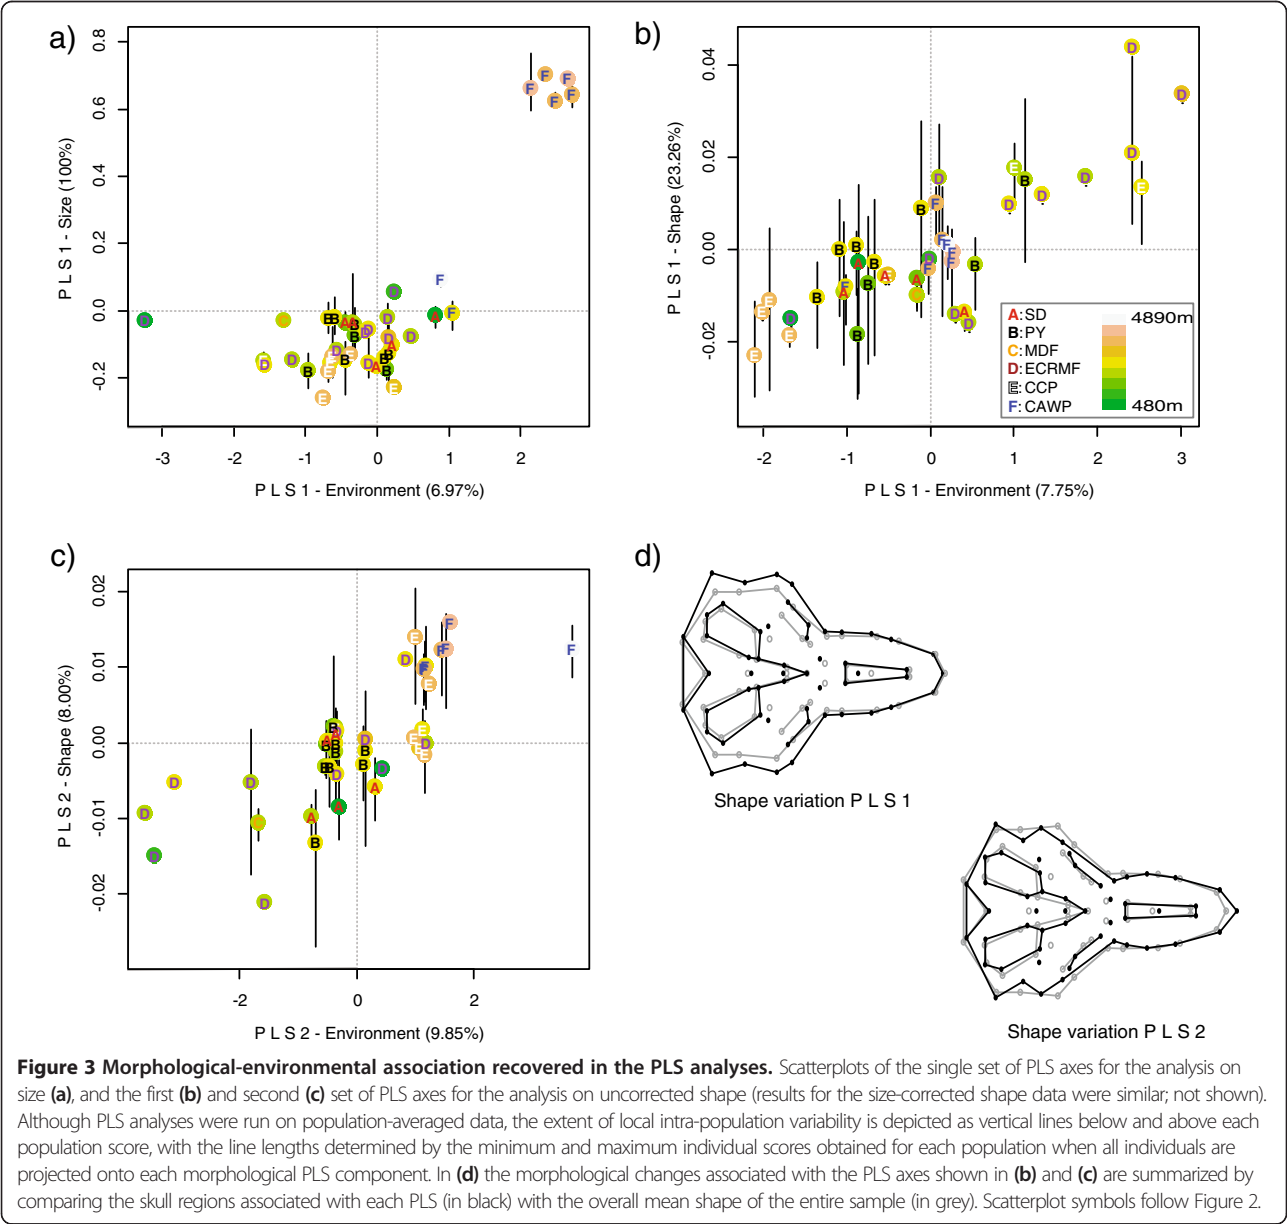 a)
0.8
0.6
0.4
0.2
0.0
-0.2
P L S 1 - Size (100%)
-3 -2 -1 0 1 2
P L S 1 - Environment (6.97%)
b)
0.04
0.02
0.00
-0.02
P L S 1 - Shape (23.26%)
-2 -1 0 1 2 3
P L S 1 - Environment (7.75%)
A: SD
B: PY
C: MDF
D: ECRMF
E: CCP
F: CAWP
4890m
480m
c)
0.02
0.01
0.00
-0.01
-0.02
P L S 2 - Shape (8.00%)
-2 0 2
P L S 2 - Environment (9.85%)
d)
Shape variation P L S 1
Shape variation P L S 2
Figure 3 Morphological-environmental association recovered in the PLS analyses. Scatterplots of the single set of PLS axes for the analysis on
size (a), and the first (b) and second (c) set of PLS axes for the analysis on uncorrected shape (results for the size-corrected shape data were similar; not shown).
Although PLS analyses were run on population-averaged data, the extent of local intra-population variability is depicted as vertical lines below and above each
population score, with the line lengths determined by the minimum and maximum individual scores obtained for each population when all individuals are
projected onto each morphological PLS component. In (d) the morphological changes associated with the PLS axes shown in (b) and (c) are summarized by
comparing the skull regions associated with each PLS (in black) with the overall mean shape of the entire sample (in grey). Scatterplot symbols follow Figure 2.